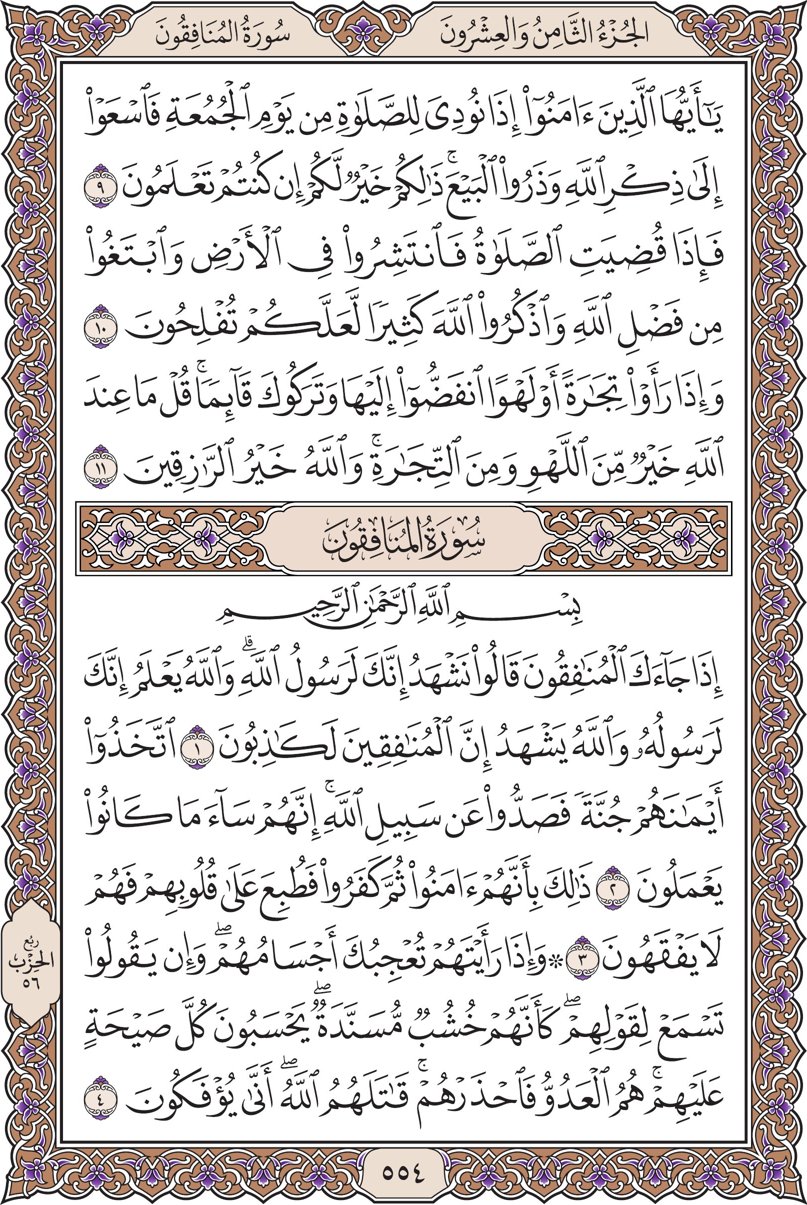 الجُزْءُ الثَّامِنُ وَالعِشْرُونَ
سُورَةُ المُنَافِقُونَ
يَٰٓأَيُّهَا ٱلَّذِينَ ءَامَنُوٓا۟ إِذَا نُودِىَ لِلصَّلَوٰةِ مِن يَوْمِ ٱلْجُمُعَةِ فَٱسْعَوْا۟
إِلَىٰ ذِكْرِ ٱللَّهِ وَذَرُوا۟ ٱلْبَيْعَ ۚ ذَٰلِكُمْ خَيْرٌ لَّكُمْ إِن كُنتُمْ تَعْلَمُونَ ٩
فَإِذَا قُضِيَتِ ٱلصَّلَوٰةُ فَٱنتَشِرُوا۟ فِى ٱلْأَرْضِ وَٱبْتَغُوا۟
مِن فَضْلِ ٱللَّهِ وَٱذْكُرُوا۟ ٱللَّهَ كَثِيرًا لَّعَلَّكُمْ تُفْلِحُونَ ١٠
وَإِذَا رَأَوْا۟ تِجَٰرَةً أَوْ لَهْوًا ٱنفَضُّوٓا۟ إِلَيْهَا وَتَرَكُوكَ قَآئِمًا ۚ قُلْ مَا عِندَ
ٱللَّهِ خَيْرٌ مِّنَ ٱللَّهْوِ وَمِنَ ٱلتِّجَٰرَةِ ۚ وَٱللَّهُ خَيْرُ ٱلرَّٰزِقِينَ ١١
سُورَةُ المُنَافِقُونَ
بِسْمِ ٱللَّهِ ٱلرَّحْمَٰنِ ٱلرَّحِيمِ
إِذَا جَآءَكَ ٱلْمُنَٰفِقُونَ قَالُوا۟ نَشْهَدُ إِنَّكَ لَرَسُولُ ٱللَّهِ ۗ وَٱللَّهُ يَعْلَمُ إِنَّكَ
لَرَسُولُهُۥ وَٱللَّهُ يَشْهَدُ إِنَّ ٱلْمُنَٰفِقِينَ لَكَٰذِبُونَ ١ ٱتَّخَذُوٓا۟
أَيْمَٰنَهُمْ جُنَّةً فَصَدُّوا۟ عَن سَبِيلِ ٱللَّهِ ۚ إِنَّهُمْ سَآءَ مَا كَانُوا۟
يَعْمَلُونَ ٢ ذَٰلِكَ بِأَنَّهُمْ ءَامَنُوا۟ ثُمَّ كَفَرُوا۟ فَطُبِعَ عَلَىٰ قُلُوبِهِمْ فَهُمْ
لَا يَفْقَهُونَ ٣ ۞ وَإِذَا رَأَيْتَهُمْ تُعْجِبُكَ أَجْسَامُهُمْ ۖ وَإِن يَقُولُوا۟
تَسْمَعْ لِقَوْلِهِمْ ۖ كَأَنَّهُمْ خُشُبٌ مُّسَنَّدَةٌ ۖ يَحْسَبُونَ كُلَّ صَيْحَةٍ
عَلَيْهِمْ ۚ هُمُ ٱلْعَدُوُّ فَٱحْذَرْهُمْ ۚ قَٰتَلَهُمُ ٱللَّهُ ۖ أَنَّىٰ يُؤْفَكُونَ ٤
رُبْعُ
الحِزْبِ
٥٦
٥٥٤